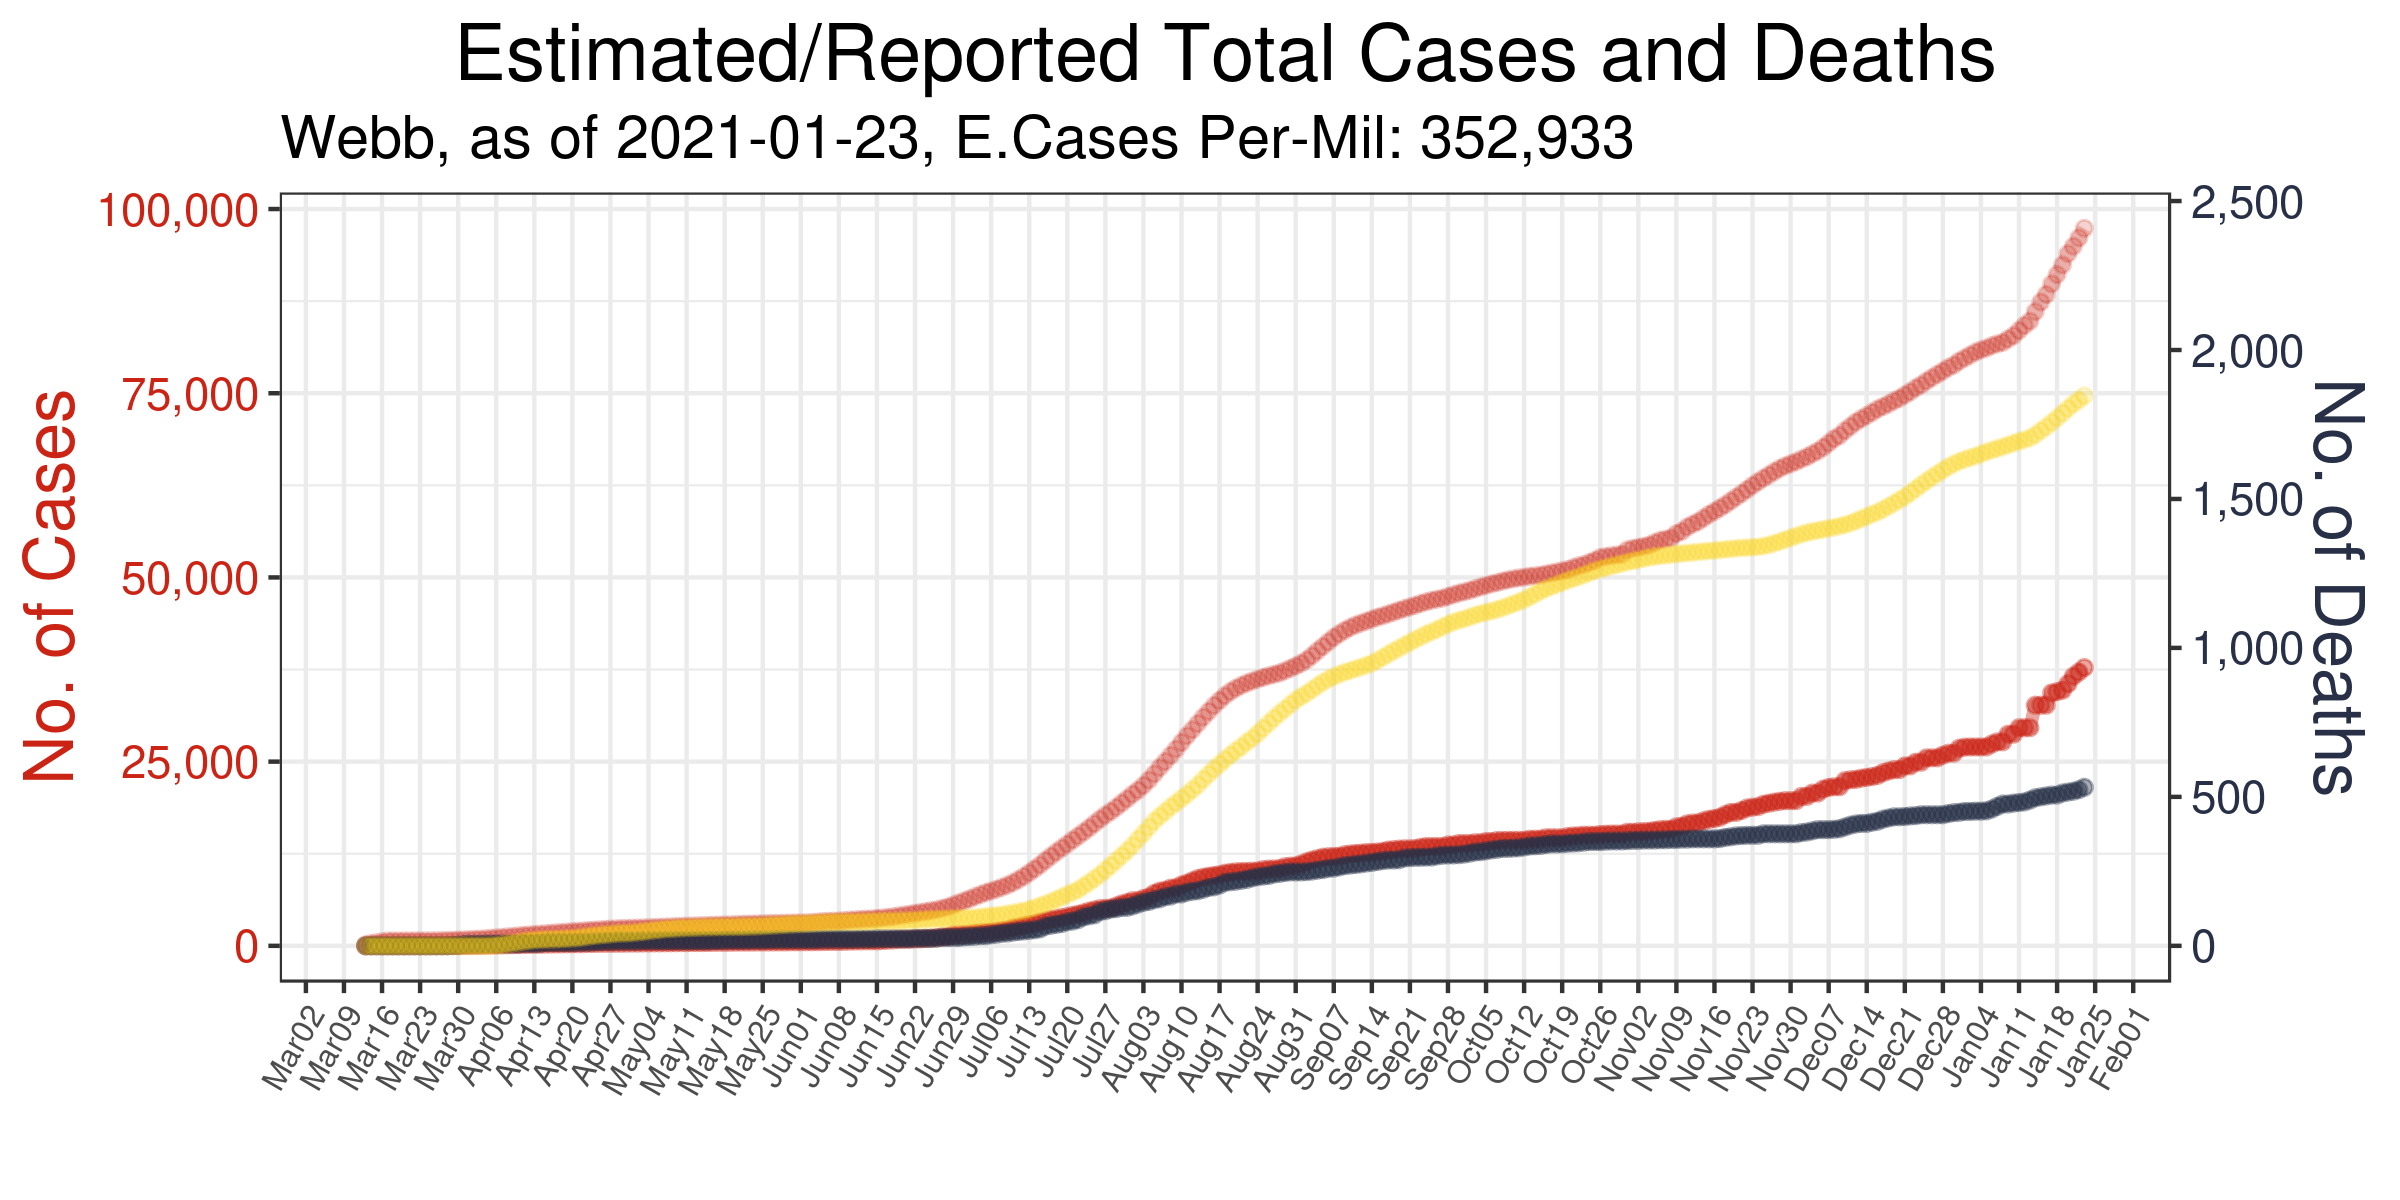 Estimated/Reported Total Cases and Deaths
Webb, as of 2021-01-23, E.Cases Per-Mil: 352,933
No. of Cases
100,000
75,000
50,000
25,000
0
2,500
2,000
1,500
1,000
500
0
No. of Deaths
Mar02
Mar09
Mar16
Mar23
Mar30
Apr06
Apr13
Apr20
Apr27
May04
May11
May18
May25
Jun01
Jun08
Jun15
Jun22
Jun29
Jul06
Jul13
Jul20
Jul27
Aug03
Aug10
Aug17
Aug24
Aug31
Sep07
Sep14
Sep21
Sep28
Oct05
Oct12
Oct19
Oct26
Nov02
Nov09
Nov16
Nov23
Nov30
Dec07
Dec14
Dec21
Dec28
Jan04
Jan11
Jan18
Jan25
Feb01